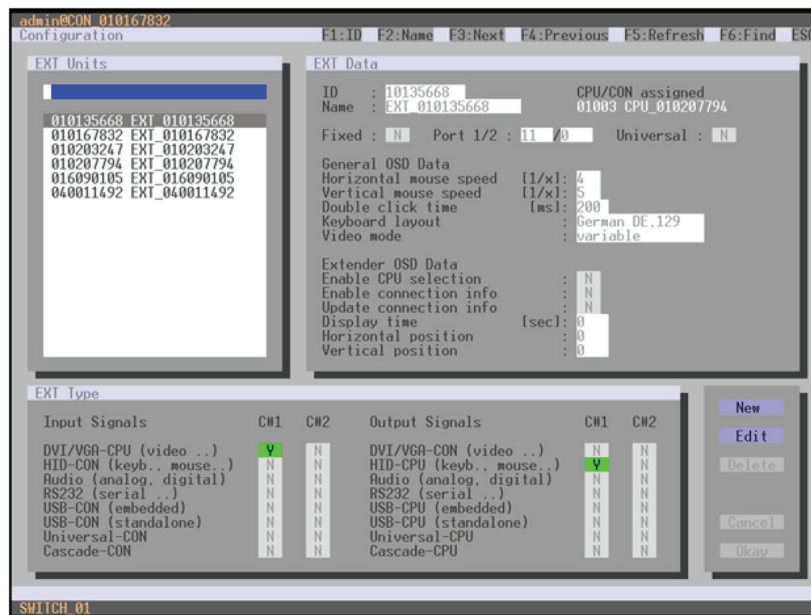 admin@CON_010167832
Configuration F1:ID F2:Name F3:Next F4:Previous F5:Refresh F6:Find ESC
EXT Units
010135668 EXT_010135668
010167832 EXT_010167832
010203247 EXT_010203247
010207794 EXT_010207794
016090105 EXT_016090105
040011492 EXT_040011492
EXT Data
ID : 10135668 CPU/CON assigned
Name : EXT_010135668 01003 CPU_010207794
Fixed : N Port 1/2 : 11 /0 Universal : N
General OSD Data
Horizontal mouse speed [1/x]: 4
Vertical mouse speed [1/x]: 5
Double click time [ms]: 200
Keyboard layout : German DE,129
Video mode : variable
Extender OSD Data
Enable CPU selection : N
Enable connection info : N
Update connection info : N
Display time [sec]: 0
Horizontal position : 0
Vertical position : 0
EXT Type
Input Signals C#1 C#2 Output Signals C#1 C#2
DVI/VGA-CPU (video ..) Y N DVI/VGA-CON (video ..) N N
HID-CON (keyb., mouse..) N N HID-CPU (keyb., mouse..) Y N
Audio (analog, digital) N N Audio (analog, digital) N N
RS232 (serial ..) N N RS232 (serial ..) N N
USB-CON (embedded) N N USB-CPU (embedded) N N
USB-CON (standalone) N N USB-CPU (standalone) N N
Universal-CON N N Universal-CPU N N
Cascade-CON N N Cascade-CPU N N
New
Edit
Delete
Cancel
Okay
SWITCH_01